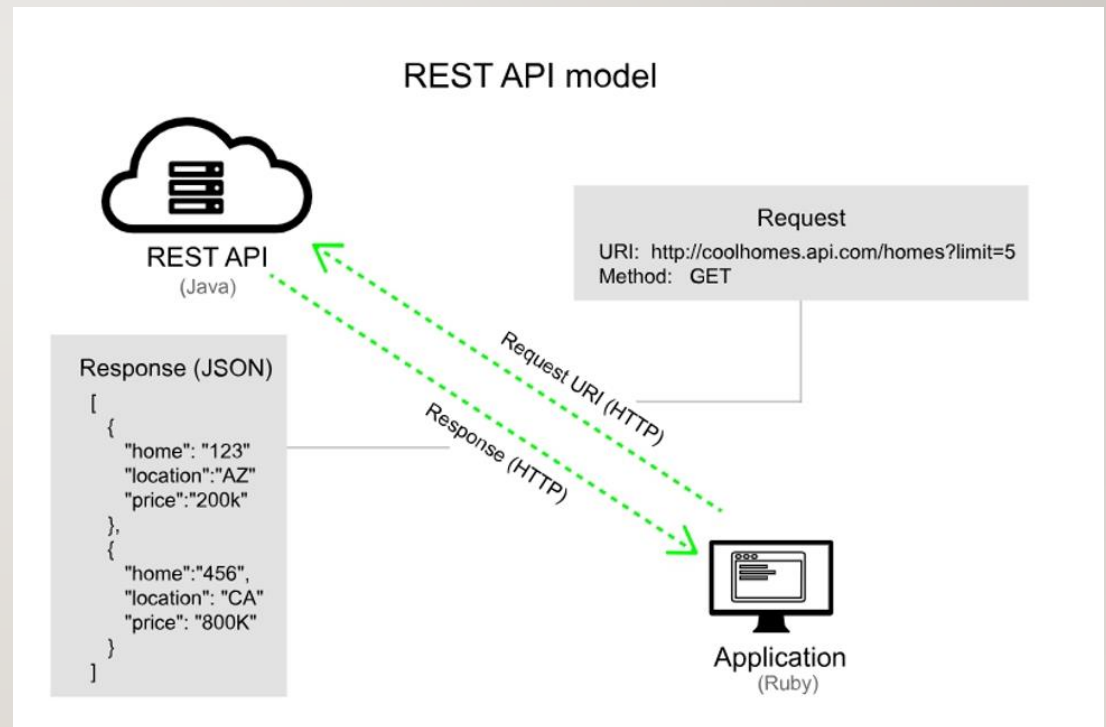 REST API model
REST API
(Java)
Request
URI: http://coolhomes.api.com/homes?limit=5
Method: GET
Request URI (HTTP)
Response (HTTP)
Response (JSON)
[
{
"home": "123"
"location":"AZ"
"price":"200k"
},
{
"home":"456",
"location": "CA"
"price": "800K"
}
]
Application
(Ruby)